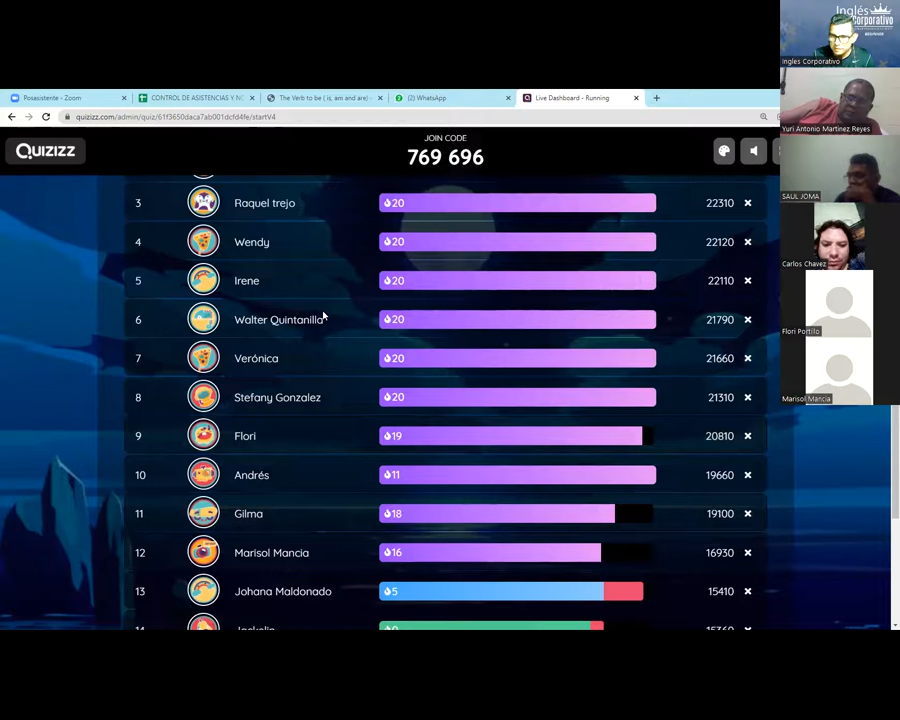 Inglés
Corporativo
BEGINNER
Ingles Corporativo
Posasistente - Zoom
CONTROL DE ASISTENCIAS Y NO
The Verb to be ( is, am and are)
(2) WhatsApp
Live Dashboard - Running
quizizz.com/admin/quiz/61f3650daca7ab001dcfd4fe/startV4
Quizizz
JOIN CODE
769 696
Yuri Antonio Martinez Reyes
SAUL JOMA
Carlos Chavez
Flori Portillo
Marisol Mancia
3 Raquel trejo 20 22310
4 Wendy 20 22120
5 Irene 20 22110
6 Walter Quintanilla 20 21790
7 Verónica 20 21660
8 Stefany Gonzalez 20 21310
9 Flori 19 20810
10 Andrés 11 19660
11 Gilma 18 19100
12 Marisol Mancia 16 16930
13 Johana Maldonado 5 15410